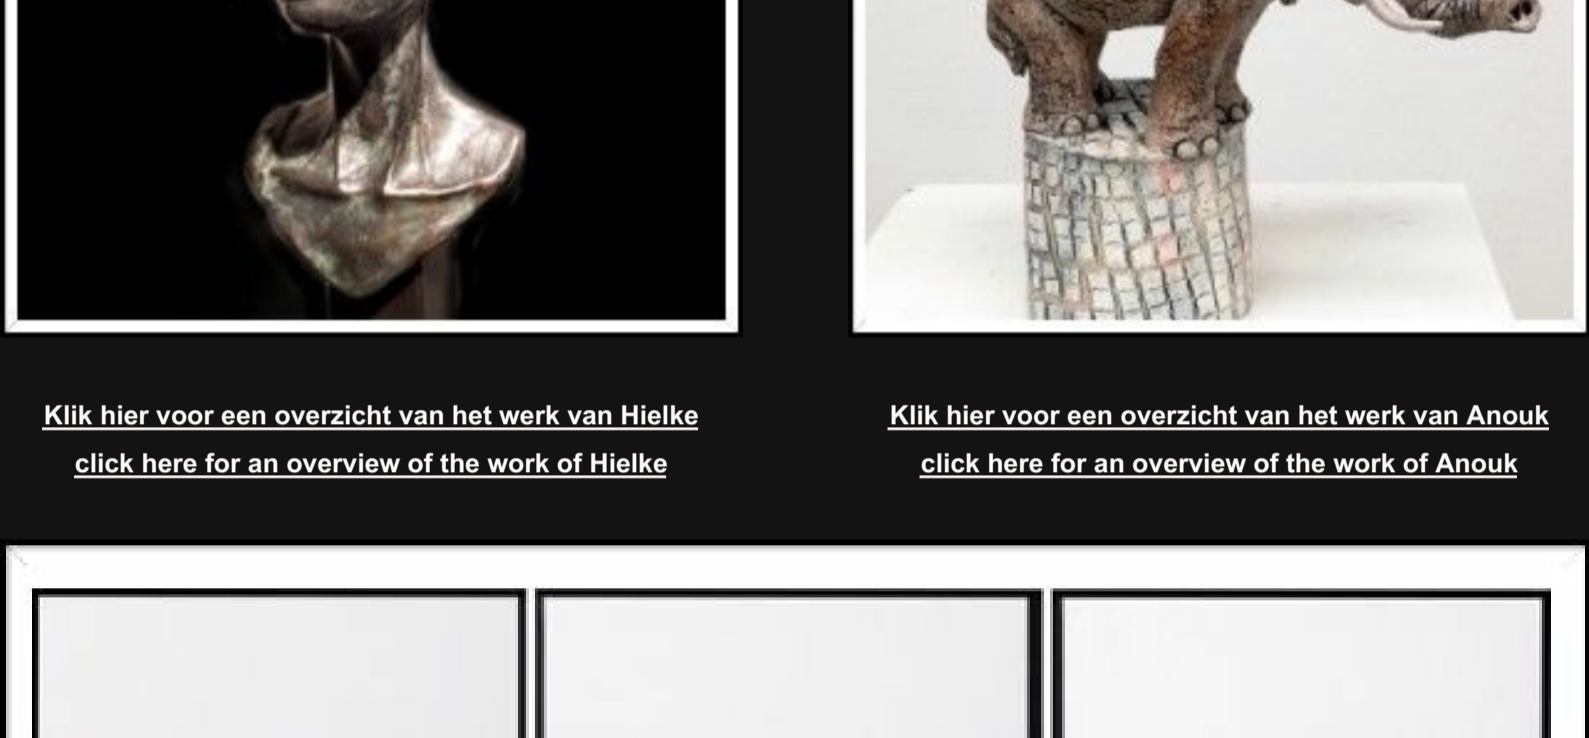 Klik hier voor een overzicht van het werk van Hielke
click here for an overview of the work of Hielke
Klik hier voor een overzicht van het werk van Anouk
click here for an overview of the work of Anouk